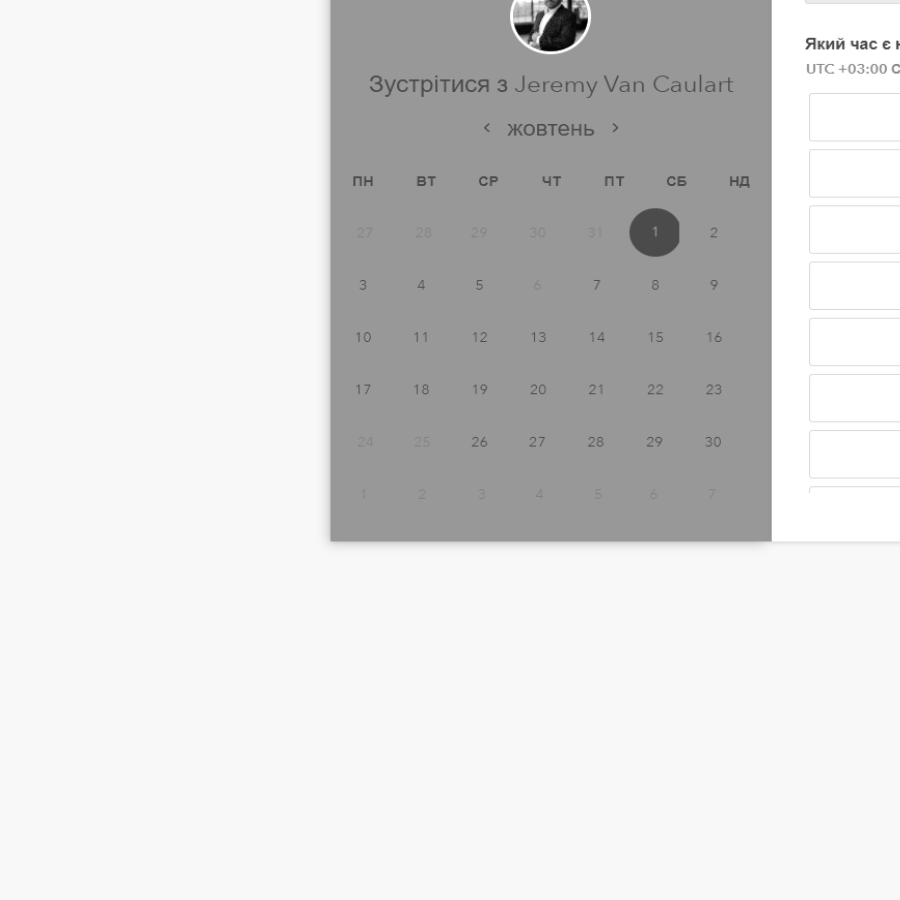 Зустрітися з Jeremy Van Caulart
жовтень
ПН ВТ СР ЧТ ПТ СБ НД
27 28 29 30 31 1 2
3 4 5 6 7 8 9
10 11 12 13 14 15 16
17 18 19 20 21 22 23
24 25 26 27 28 29 30
1 2 3 4 5 6 7
Який час є
UTC +03:00